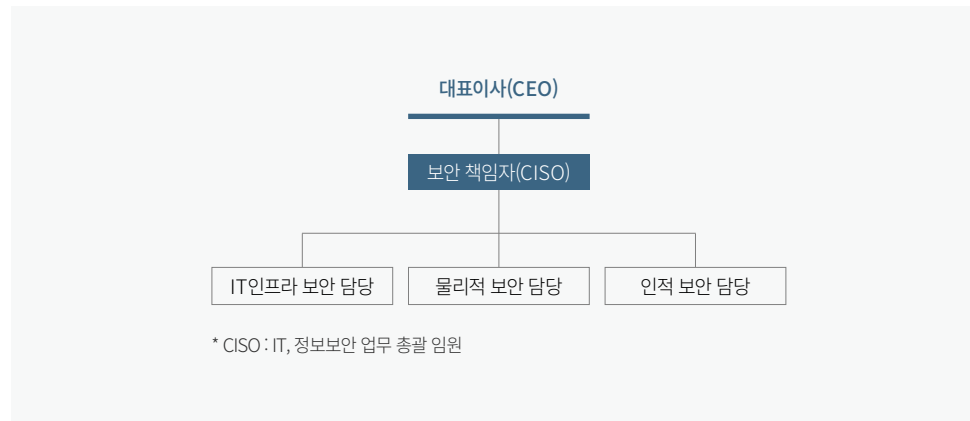 대표이사(CEO)
보안 책임자(CISO)
IT인프라 보안 담당
물리적 보안 담당
인적 보안 담당
* CISO : IT, 정보보안 업무 총괄 임원